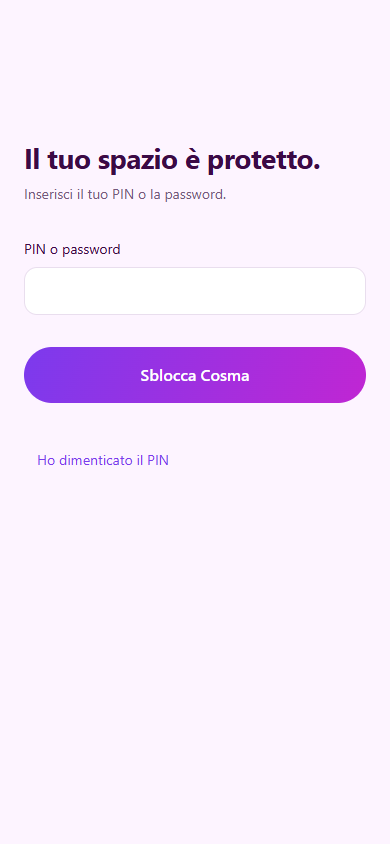 Il tuo spazio è protetto.
Inserisci il tuo PIN o la password.
PIN o password
Sblocca Cosma
Ho dimenticato il PIN